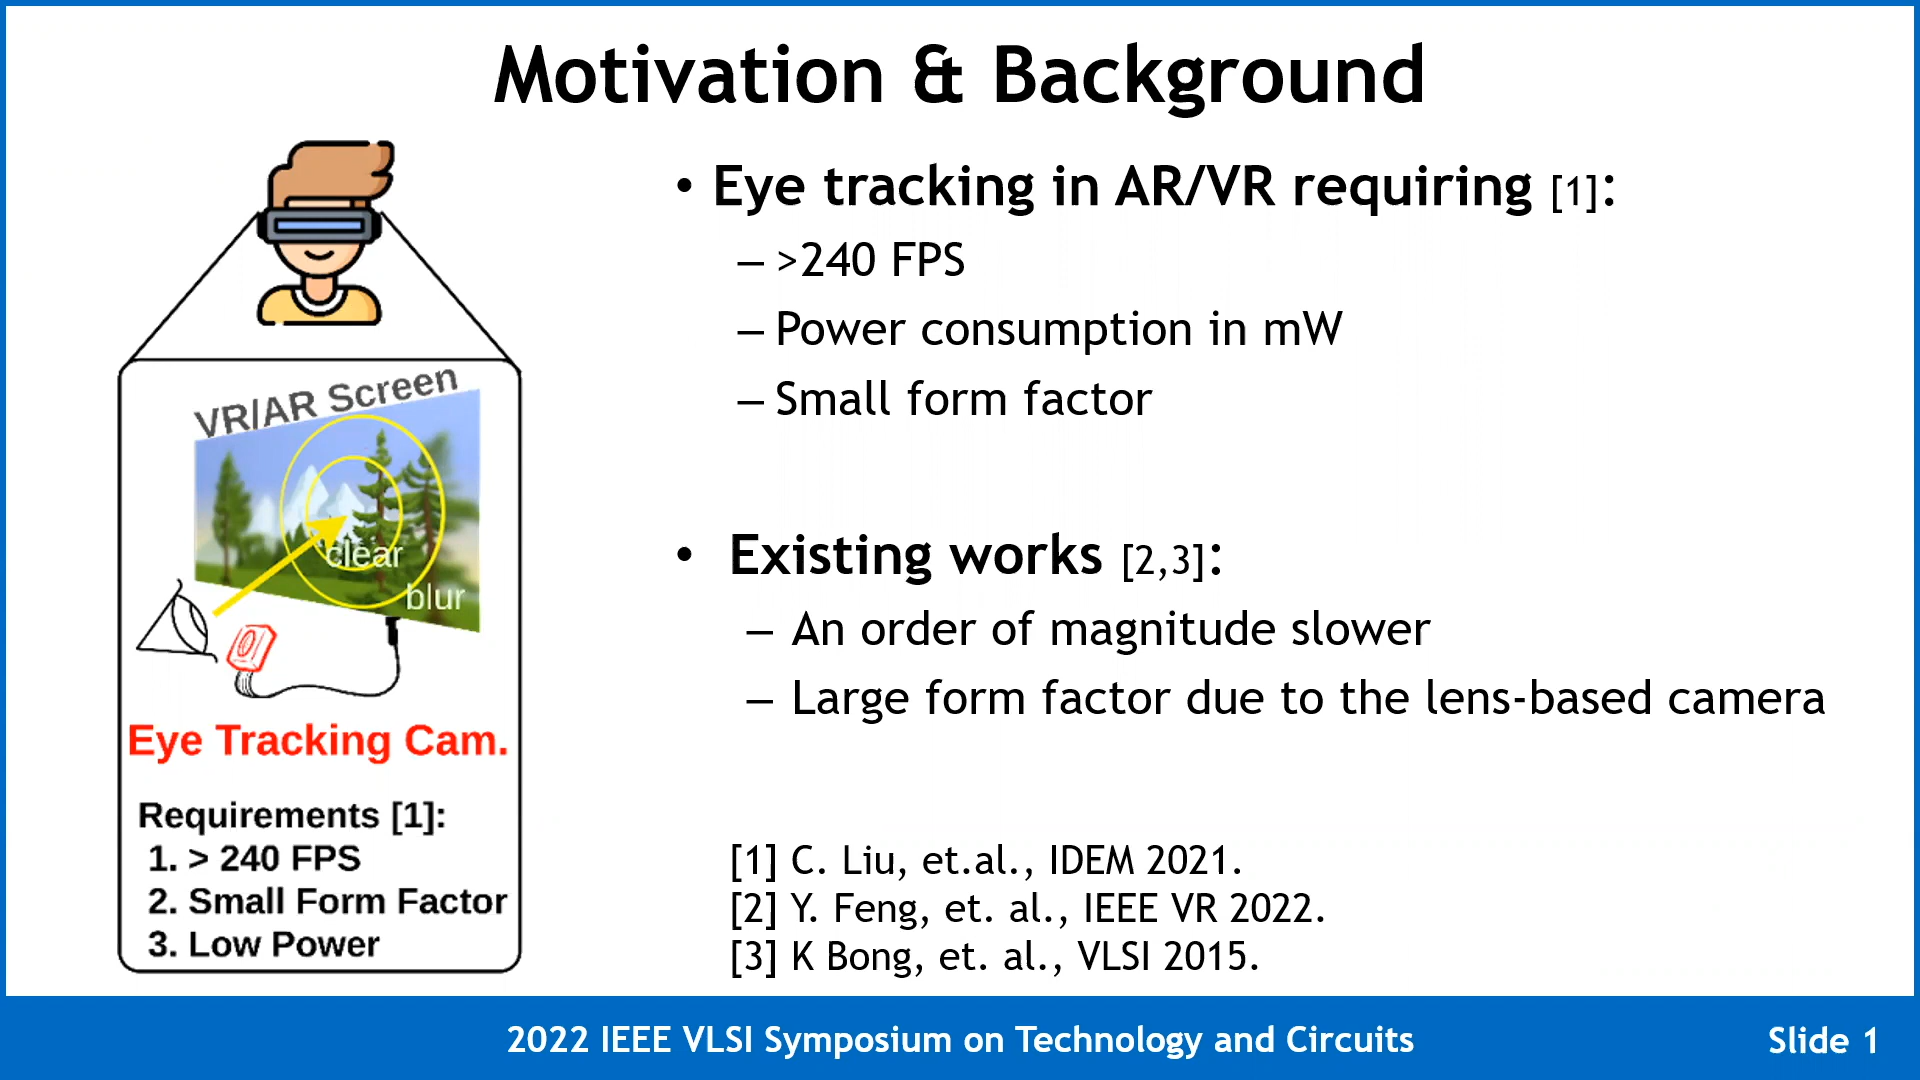 Motivation & Background
VR/AR Screen
clear
blur
Eye Tracking Cam.
Requirements [1]:
1. > 240 FPS
2. Small Form Factor
3. Low Power
• Eye tracking in AR/VR requiring [1]:
– >240 FPS
– Power consumption in mW
– Small form factor
• Existing works [2,3]:
– An order of magnitude slower
– Large form factor due to the lens-based camera
[1] C. Liu, et.al., IDEM 2021.
[2] Y. Feng, et. al., IEEE VR 2022.
[3] K Bong, et. al., VLSI 2015.
2022 IEEE VLSI Symposium on Technology and Circuits
Slide 1